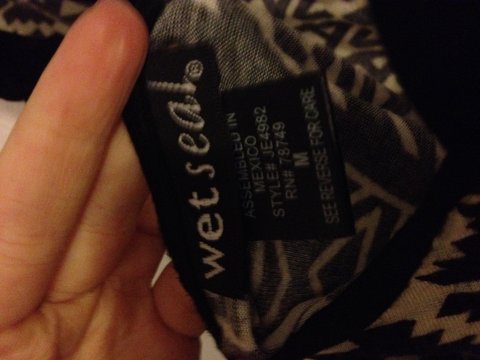 wet seal®
ASSEMBLED IN
MEXICO
STYLE# JE4982
RN# 78749
M
SEE REVERSE FOR CARE